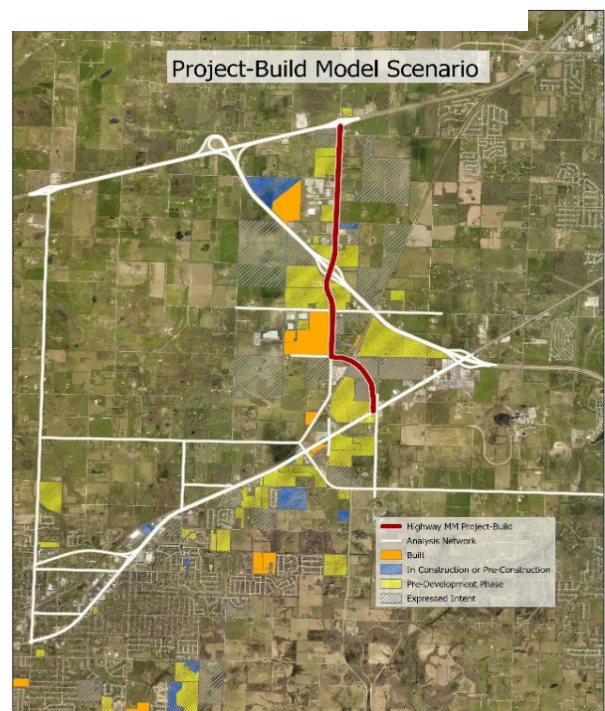 Project-Build Model Scenario
Highway MM Project-Build
Analysis Network
Built
In Construction or Pre-Construction
Pre-Development Phase
Expressed Intent